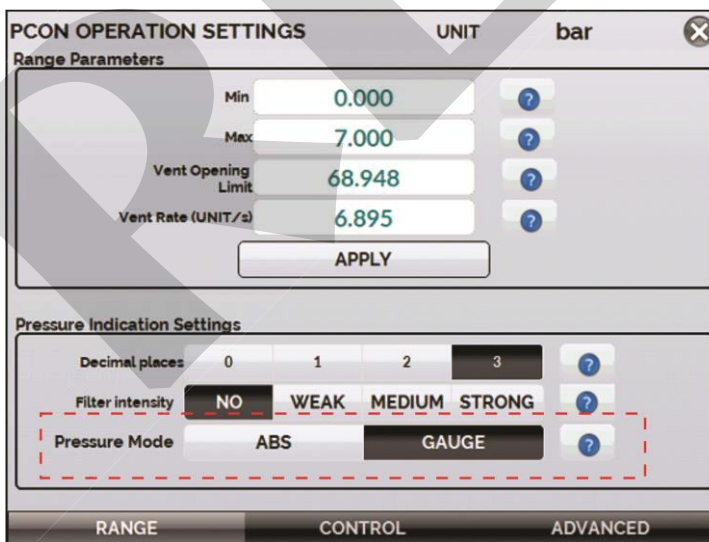 PCON OPERATION SETTINGS UNIT bar
Range Parameters
Min 0.000 ?
Max 7.000 ?
Vent Opening
Limit 68.948 ?
Vent Rate (UNIT/s) 6.895 ?
APPLY
Pressure Indication Settings
Decimal places 0 1 2 3 ?
Filter intensity NO WEAK MEDIUM STRONG ?
Pressure Mode ABS GAUGE ?
RANGE CONTROL ADVANCED